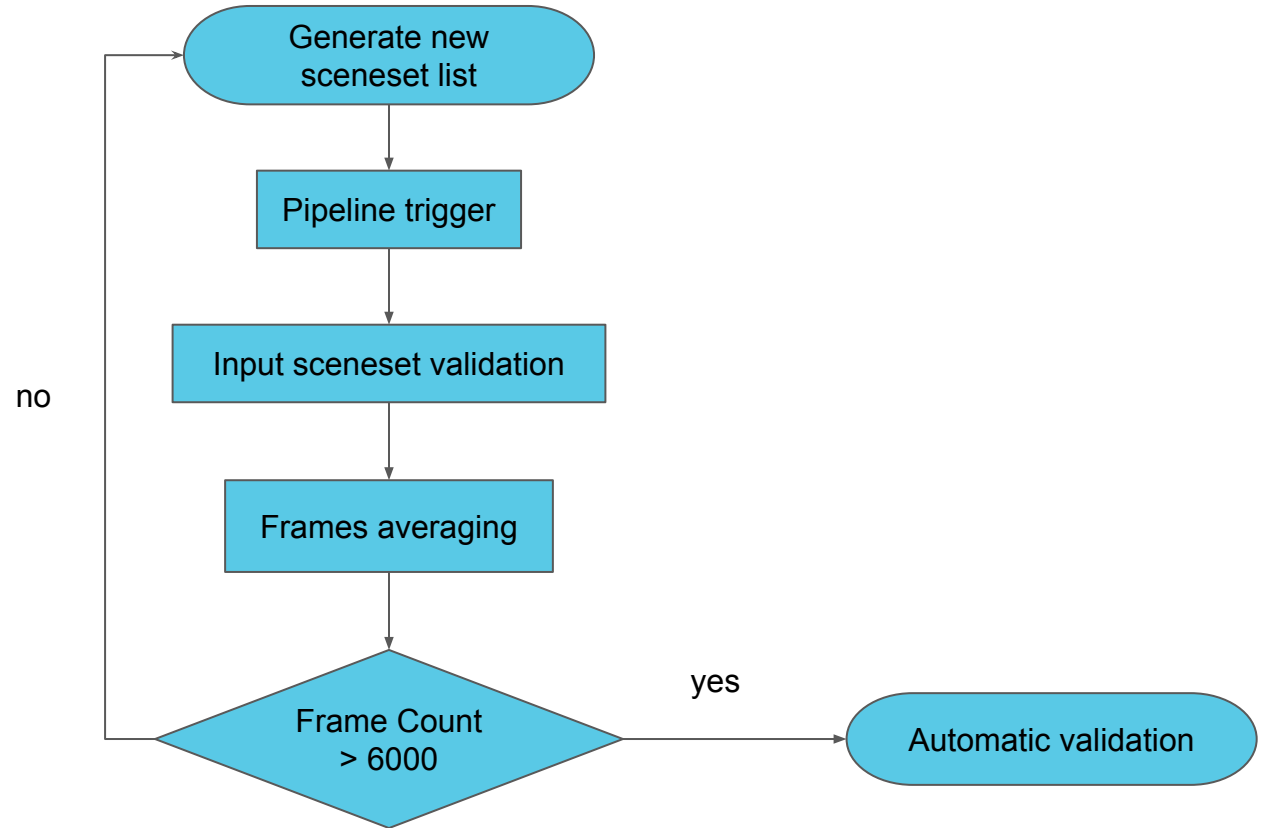 Generate new
sceneset list
Pipeline trigger
Input sceneset validation
no
Frames averaging
yes
Frame Count
> 6000
Automatic validation